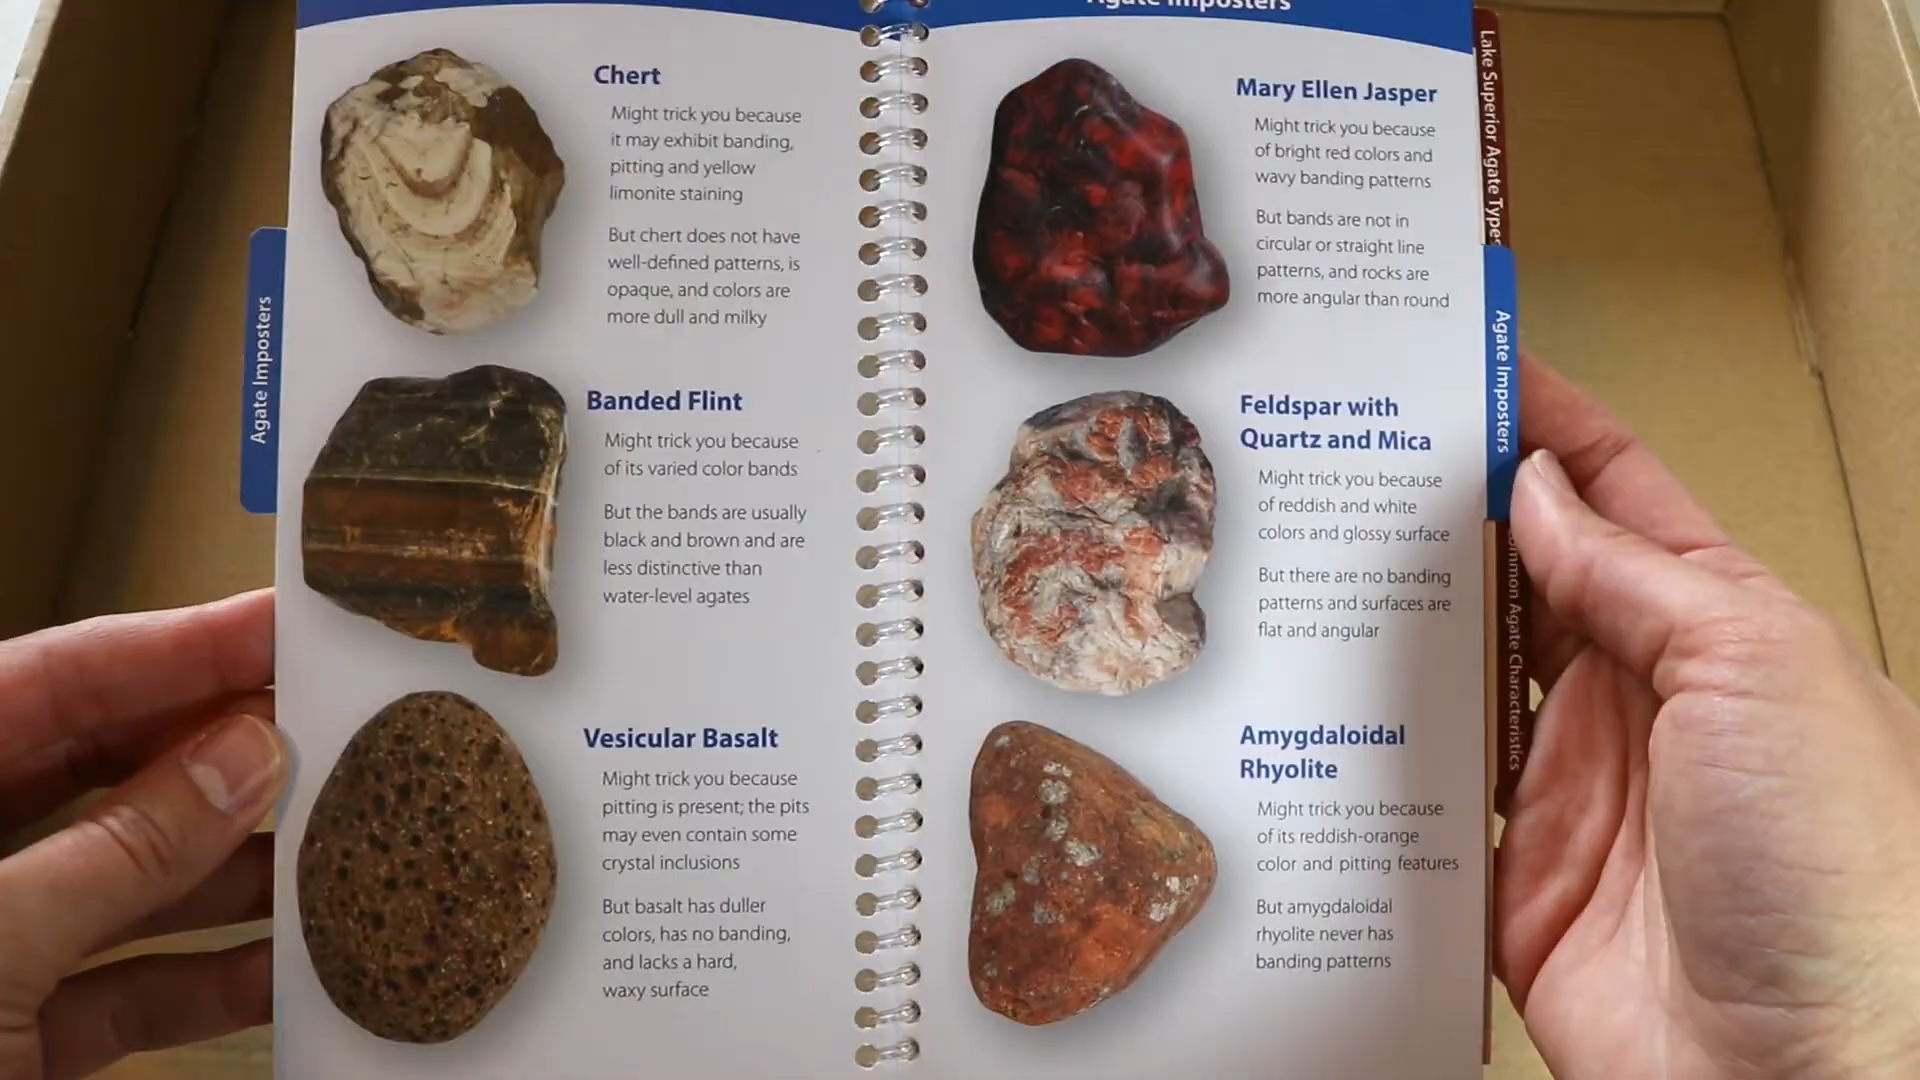 Agate Imposters
Chert
Might trick you because
it may exhibit banding,
pitting and yellow
limonite staining
But chert does not have
well-defined patterns, is
opaque, and colors are
more dull and milky
Banded Flint
Might trick you because
of its varied color bands
But the bands are usually
black and brown and are
less distinctive than
water-level agates
Vesicular Basalt
Might trick you because
pitting is present; the pits
may even contain some
crystal inclusions
But basalt has duller
colors, has no banding,
and lacks a hard,
waxy surface
Agate Imposters
Mary Ellen Jasper
Might trick you because
of bright red colors and
wavy banding patterns
But bands are not in
circular or straight line
patterns, and rocks are
more angular than round
Feldspar with
Quartz and Mica
Might trick you because
of reddish and white
colors and glossy surface
But there are no banding
patterns and surfaces are
flat and angular
Amygdaloidal
Rhyolite
Might trick you because
of its reddish-orange
color and pitting features
But amygdaloidal
rhyolite never has
banding patterns
Lake Superior Agate Types
Agate Imposters
Common Agate Characteristics